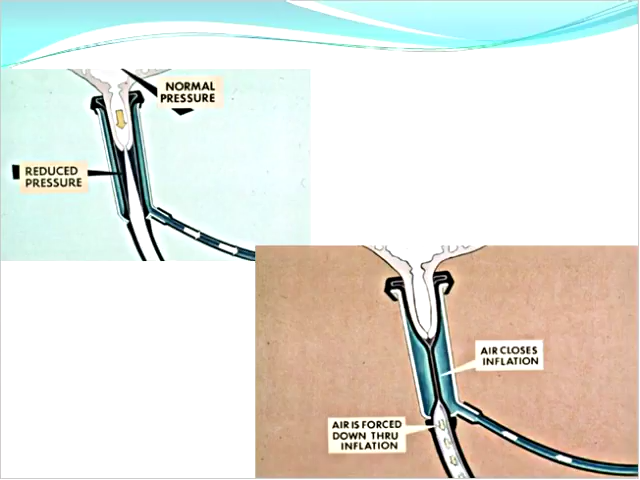 NORMAL
PRESSURE
REDUCED
PRESSURE
AIR CLOSES
INFLATION
AIR IS FORCED
DOWN THRU
INFLATION